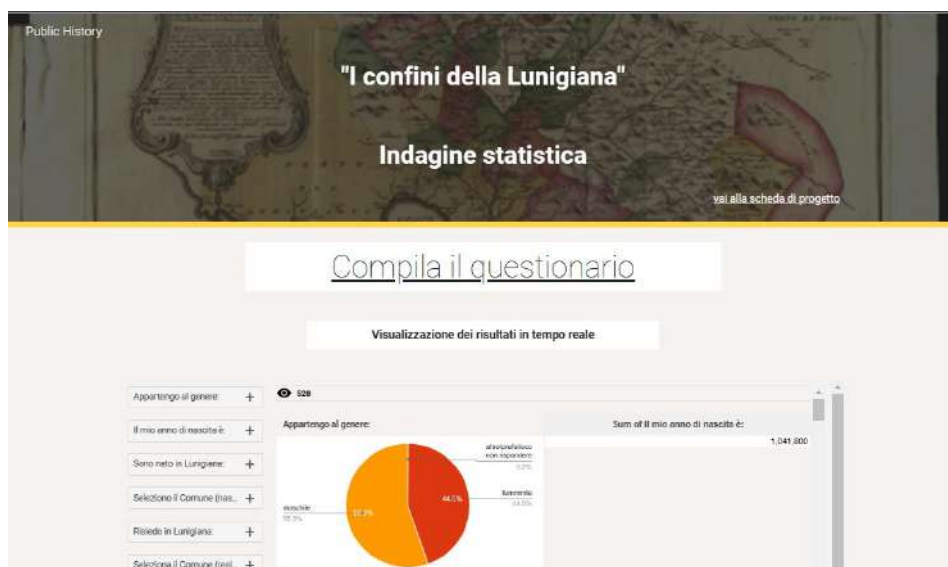 Public History
"I confini della Lunigiana"
Indagine statistica
vai alla scheda di progetto
Compila il questionario
Visualizzazione dei risultati in tempo reale
Appartengo al genere: +
Il mio anno di nascita è: +
Sono nato in Lunigiana: +
Seleziono il Comune (nas... +
Risiedo in Lunigiana: +
Seleziona il Comune (resi... +
528
Appartengo al genere:
altro/preferisco
non rispondere
femminile
44.5%
maschile
Sum of Il mio anno di nascita è:
1,041,800